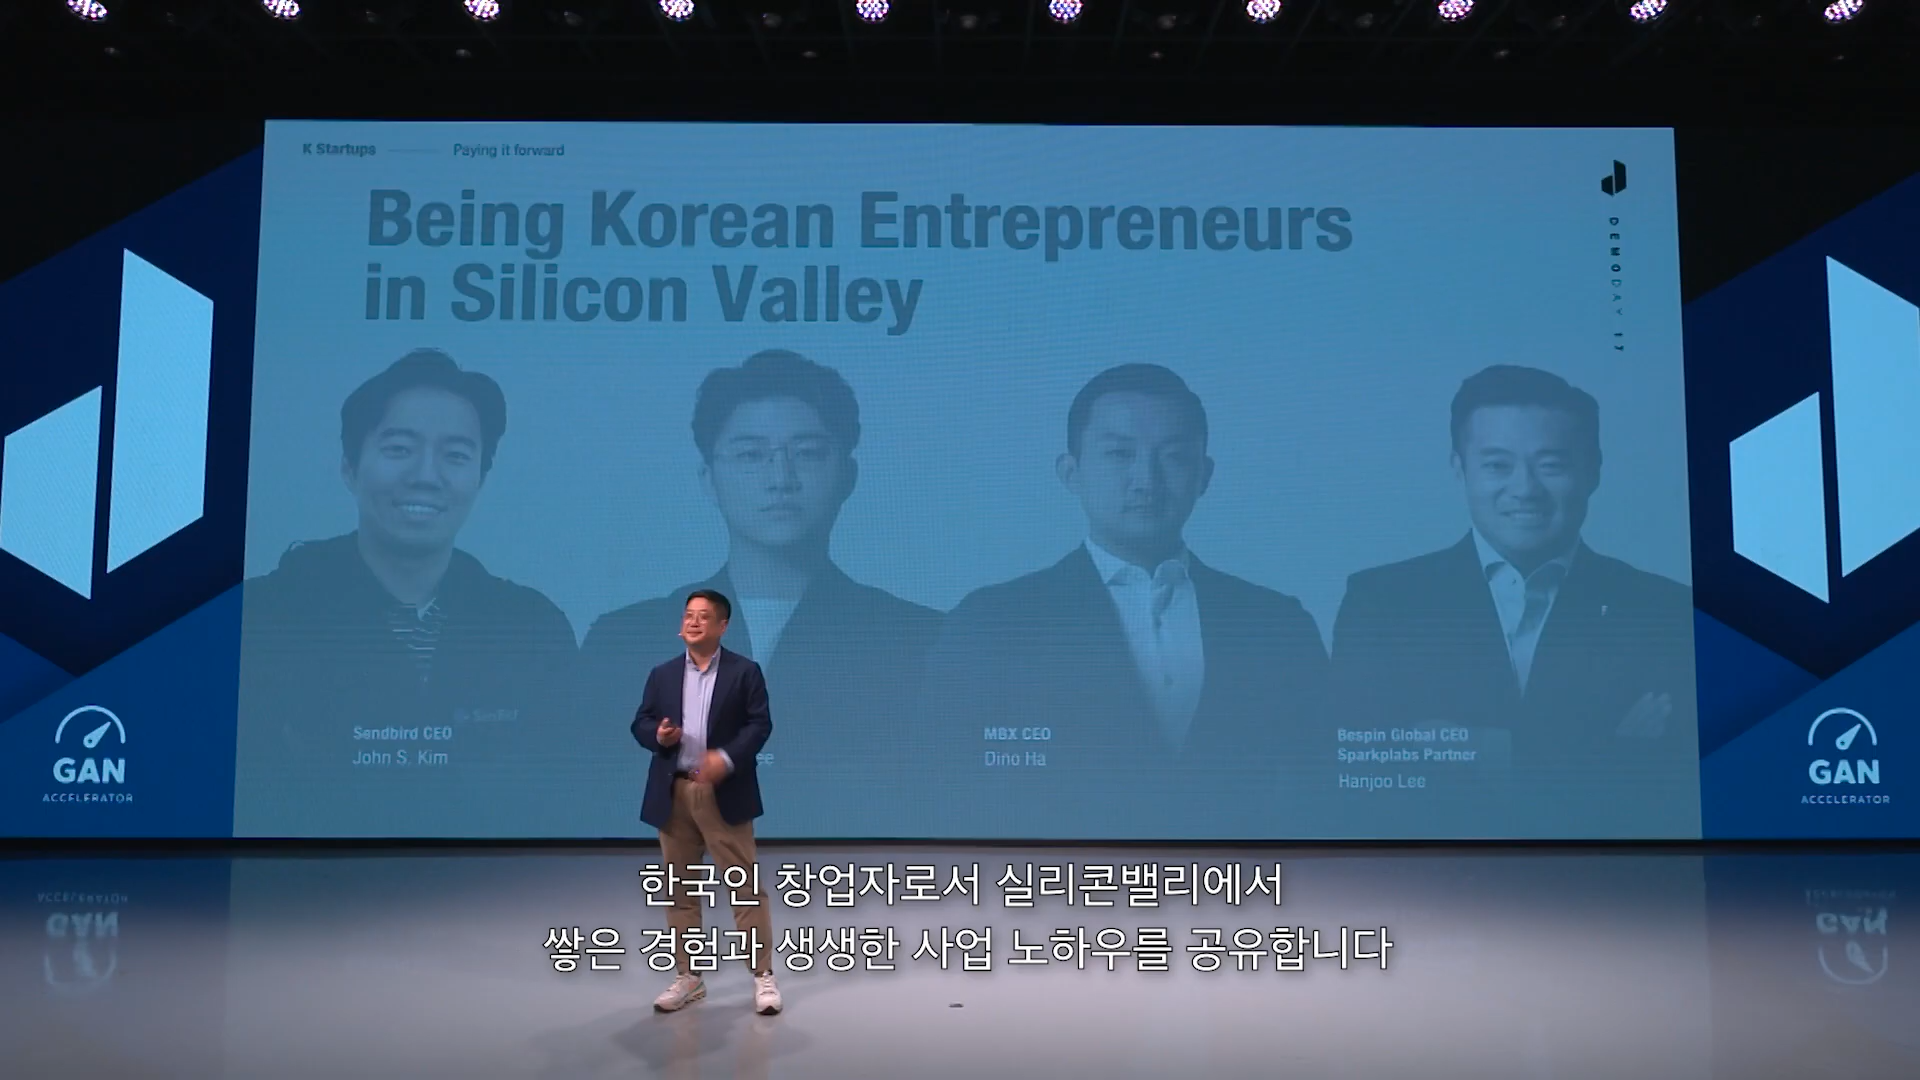 K Startups
Paying it forward
Being Korean Entrepreneurs
in Silicon Valley
DEMODAY 17
Sendbird CEO
John S. Kim
ee
MBX CEO
Dino Ha
Bespin Global CEO
Sparkplabs Partner
Hanjoo Lee
GAN
ACCELERATOR
GAN
ACCELERATOR
한국인 창업자로서 실리콘밸리에서
쌓은 경험과 생생한 사업 노하우를 공유합니다